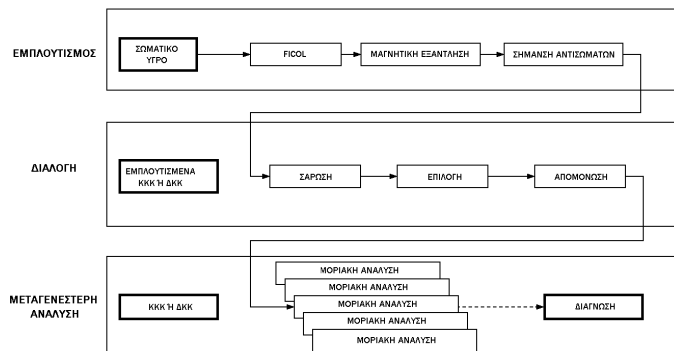 ΕΜΠΛΟΥΤΙΣΜΟΣ
ΣΩΜΑΤΙΚΟ
ΥΓΡΟ
FICOL
ΜΑΓΝΗΤΙΚΗ ΕΞΑΝΤΛΗΣΗ
ΣΗΜΑΝΣΗ ΑΝΤΙΣΩΜΑΤΩΝ
ΔΙΑΛΟΓΗ
ΕΜΠΛΟΥΤΙΣΜΕΝΑ
ΚΚΚ Ή ΔΚΚ
ΣΑΡΩΣΗ
ΕΠΙΛΟΓΗ
ΑΠΟΜΟΝΩΣΗ
ΜΕΤΑΓΕΝΕΣΤΕΡΗ
ΑΝΑΛΥΣΗ
ΚΚΚ Ή ΔΚΚ
ΜΟΡΙΑΚΗ ΑΝΑΛΥΣΗ
ΜΟΡΙΑΚΗ ΑΝΑΛΥΣΗ
ΜΟΡΙΑΚΗ ΑΝΑΛΥΣΗ
ΜΟΡΙΑΚΗ ΑΝΑΛΥΣΗ
ΜΟΡΙΑΚΗ ΑΝΑΛΥΣΗ
ΔΙΑΓΝΩΣΗ